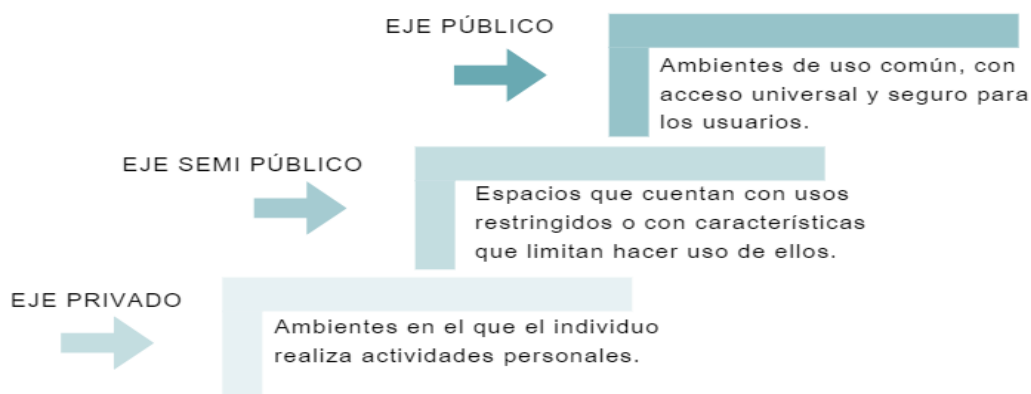 EJE PÚBLICO
Ambientes de uso común, con
acceso universal y seguro para
los usuarios.
EJE SEMI PÚBLICO
Espacios que cuentan con usos
restringidos o con características
que limitan hacer uso de ellos.
EJE PRIVADO
Ambientes en el que el individuo
realiza actividades personales.